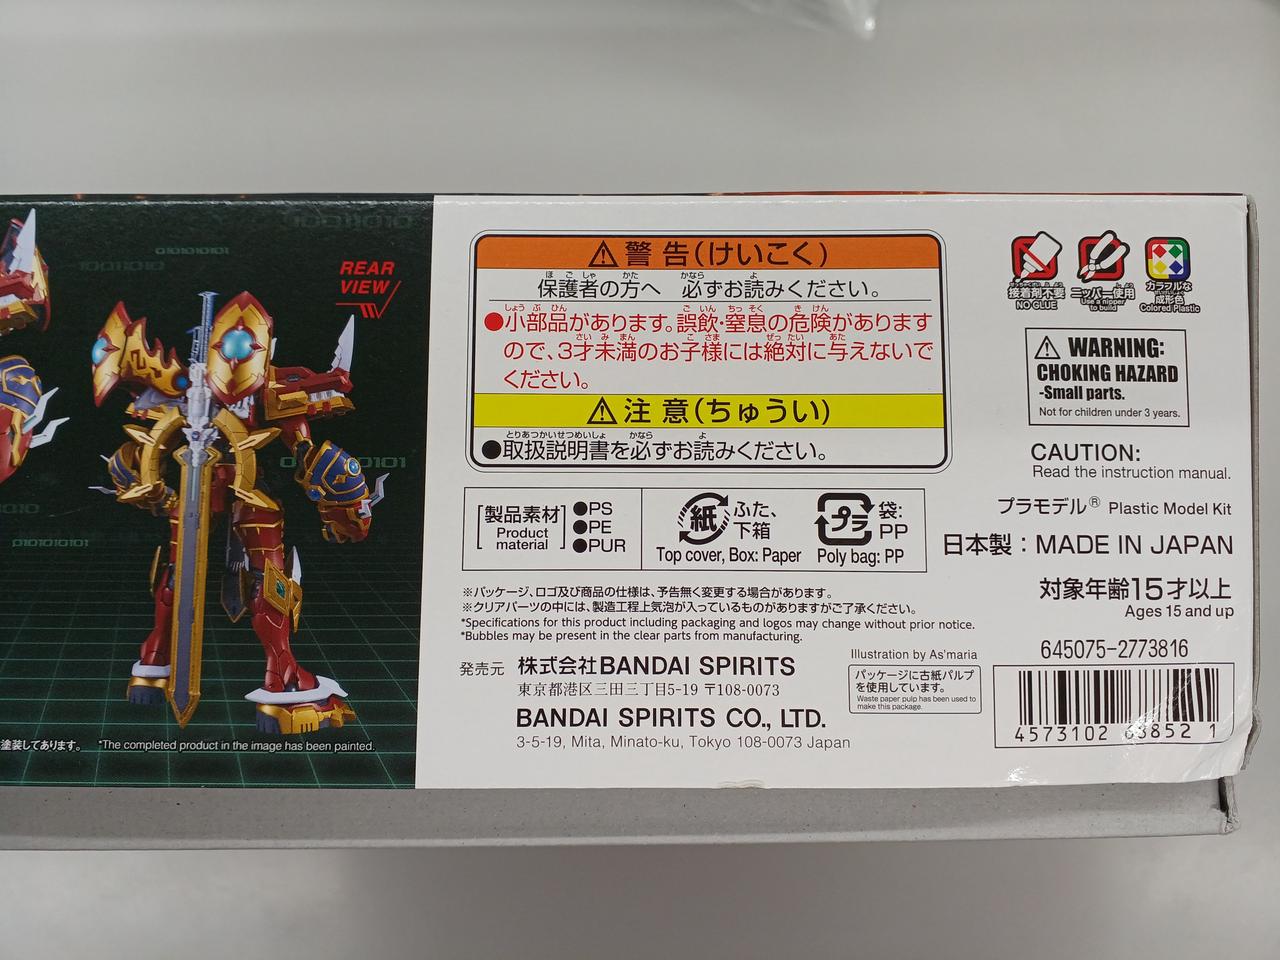 10011010
0101010101
10011010
REAR
VIEW
0101
1010
0101010101
塗装してあります。 *The completed product in the image has been painted.
⚠警告(けいこく)
保護者の方へ 必ずお読みください。
●小部品があります。誤飲・窒息の危険があります
ので、3才未満のお子様には絶対に与えないで
ください。
⚠注意(ちゅうい)
●取扱説明書を必ずお読みください。
製品素材
Product
material
●PS
●PE
●PUR
紙
ふた、
下箱
Top cover, Box: Paper
プラ
袋:
PP
Poly bag: PP
※パッケージ、ロゴ及び商品の仕様は、予告無く変更する場合があります。
※クリアパーツの中には、製造工程上気泡が入っているものがありますがご了承ください。
*Specifications for this product including packaging and logos may change without prior notice.
*Bubbles may be present in the clear parts from manufacturing.
発売元 株式会社BANDAI SPIRITS
東京都港区三田三丁目5-19 〒108-0073
BANDAI SPIRITS CO., LTD.
3-5-19, Mita, Minato-ku, Tokyo 108-0073 Japan
Illustration by As'maria
パッケージに古紙パルプ
を使用しています。
Waste paper pulp has been used to
make this package.
接着剤不要
NO GLUE
ニッパー使用
Use a nipper
to build
カラフルな
成形色
Colored Plastic
⚠WARNING:
CHOKING HAZARD
-Small parts.
Not for children under 3 years.
CAUTION:
Read the instruction manual.
プラモデル® Plastic Model Kit
日本製:MADE IN JAPAN
対象年齢15才以上
Ages 15 and up
645075-2773816
4573102 638521